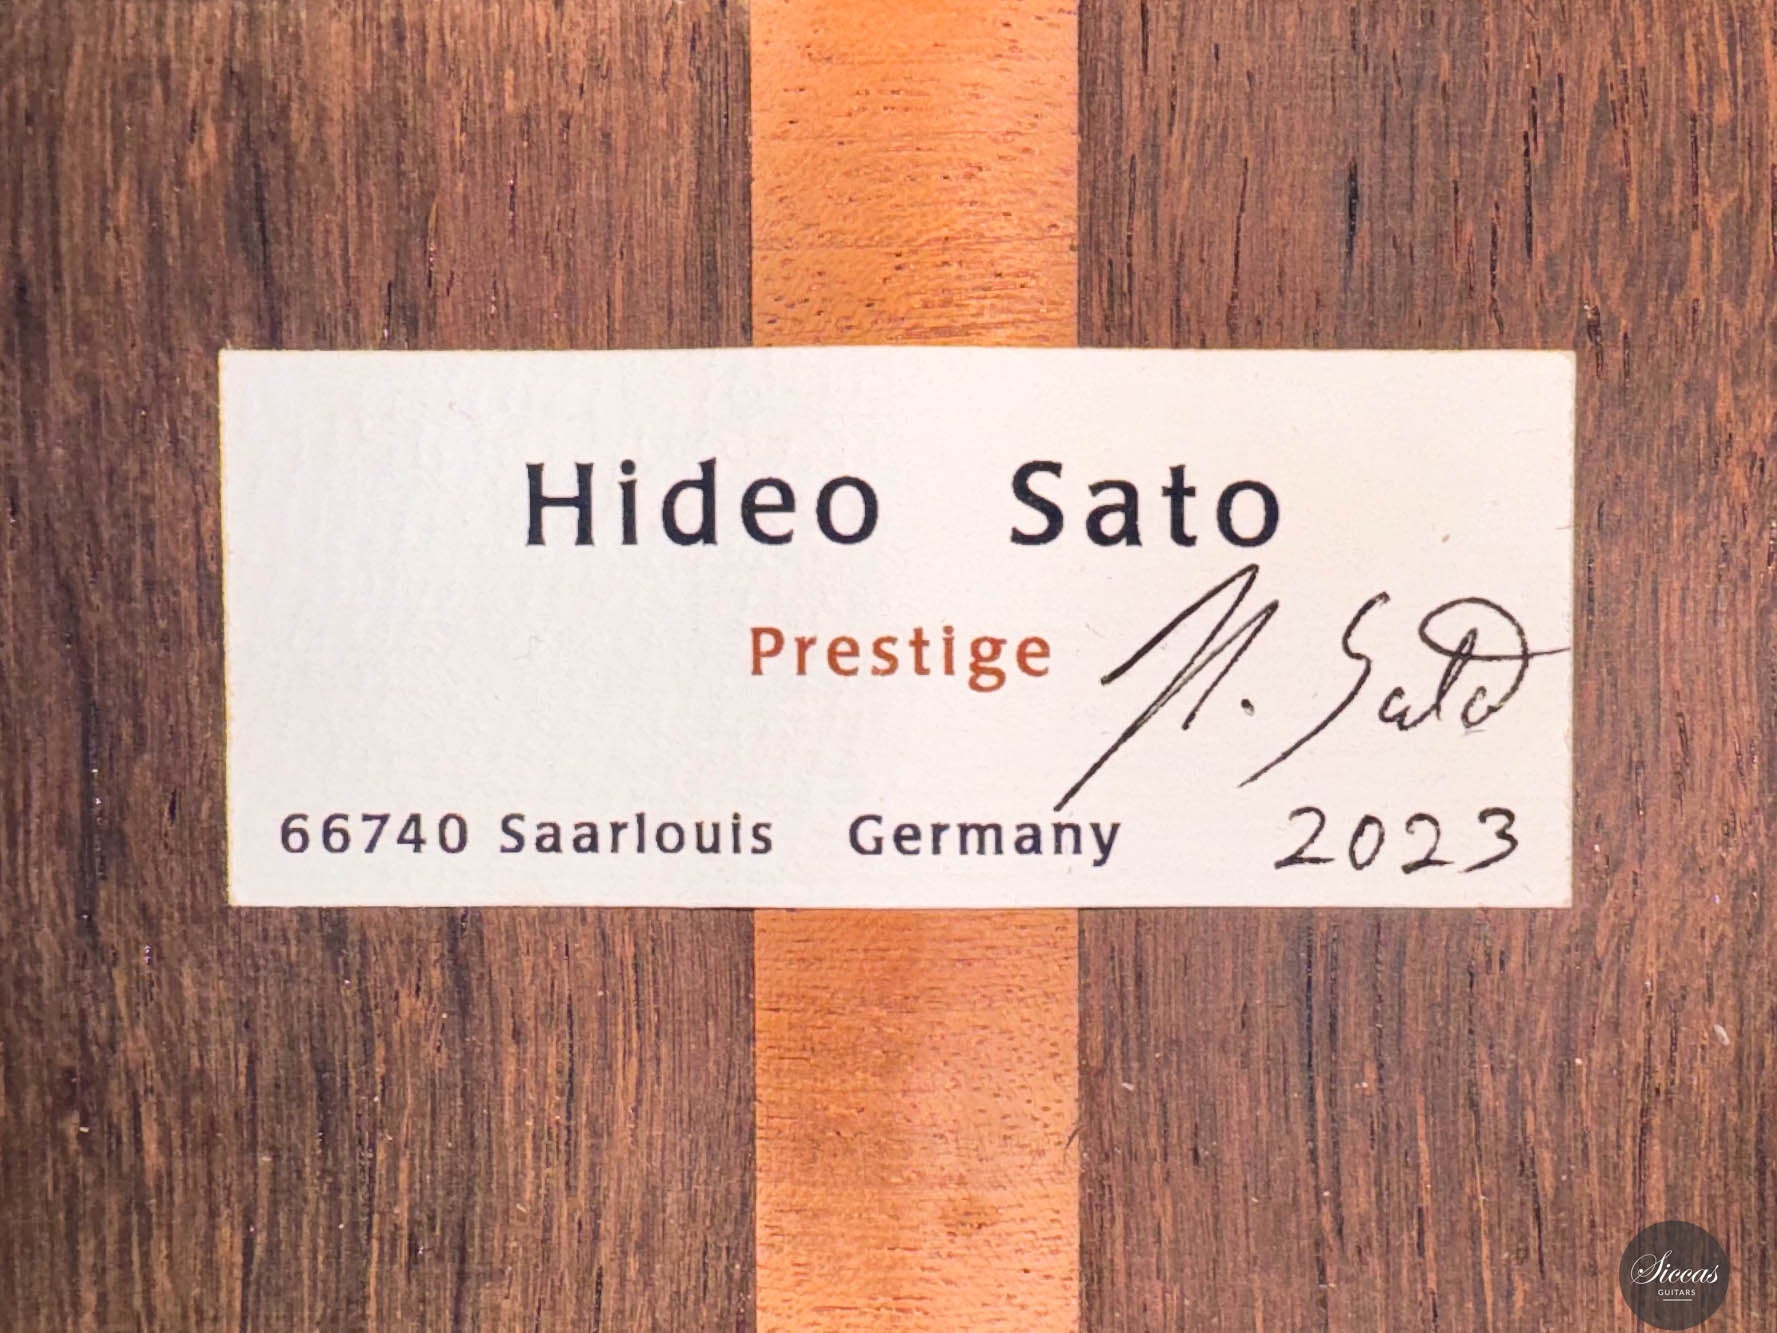 Hideo Sato
Prestige
H. Sato
66740 Saarlouis Germany 2023
Siccas
GUITARS